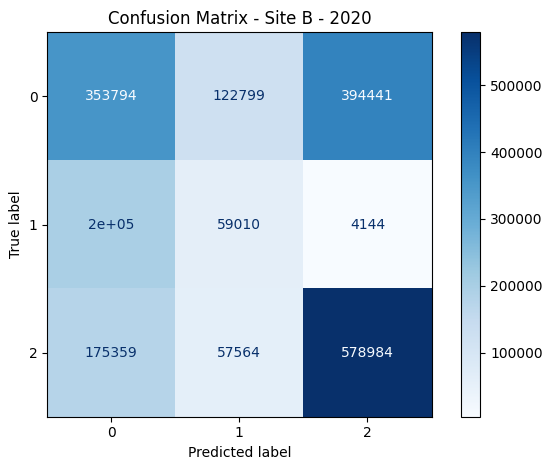 Confusion Matrix - Site B - 2020
0 353794 122799 394441
1 2e+05 59010 4144
2 175359 57564 578984
0 1 2
Predicted label
True label
500000
400000
300000
200000
100000